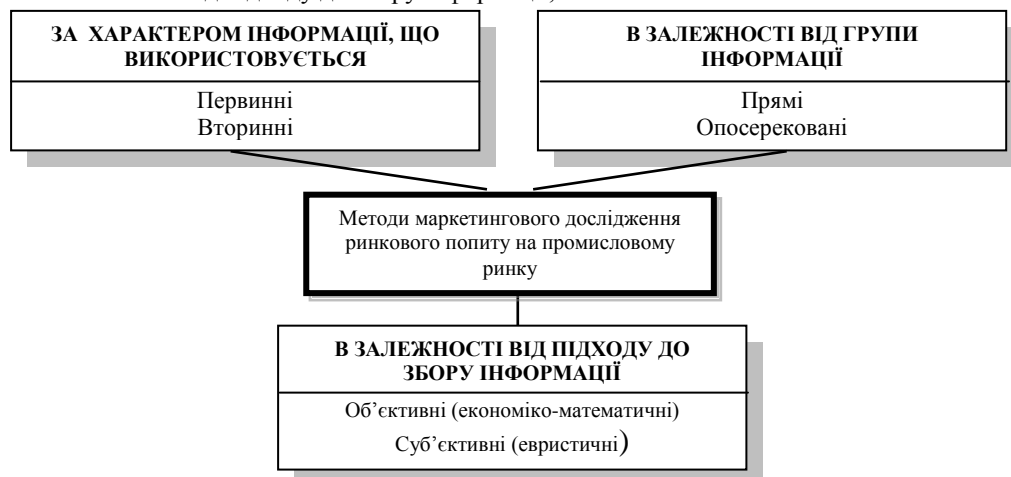 ЗА ХАРАКТЕРОМ ІНФОРМАЦІЇ, ЩО
ВИКОРИСТОВУЄТЬСЯ
Первинні
Вторинні
В ЗАЛЕЖНОСТІ ВІД ГРУПИ
ІНФОРМАЦІЇ
Прямі
Опосерековані
Методи маркетингового дослідження
ринкового попиту на промисловому
ринку
В ЗАЛЕЖНОСТІ ВІД ПІДХОДУ ДО
ЗБОРУ ІНФОРМАЦІЇ
Об’єктивні (економіко-математичні)
Суб’єктивні (евристичні)